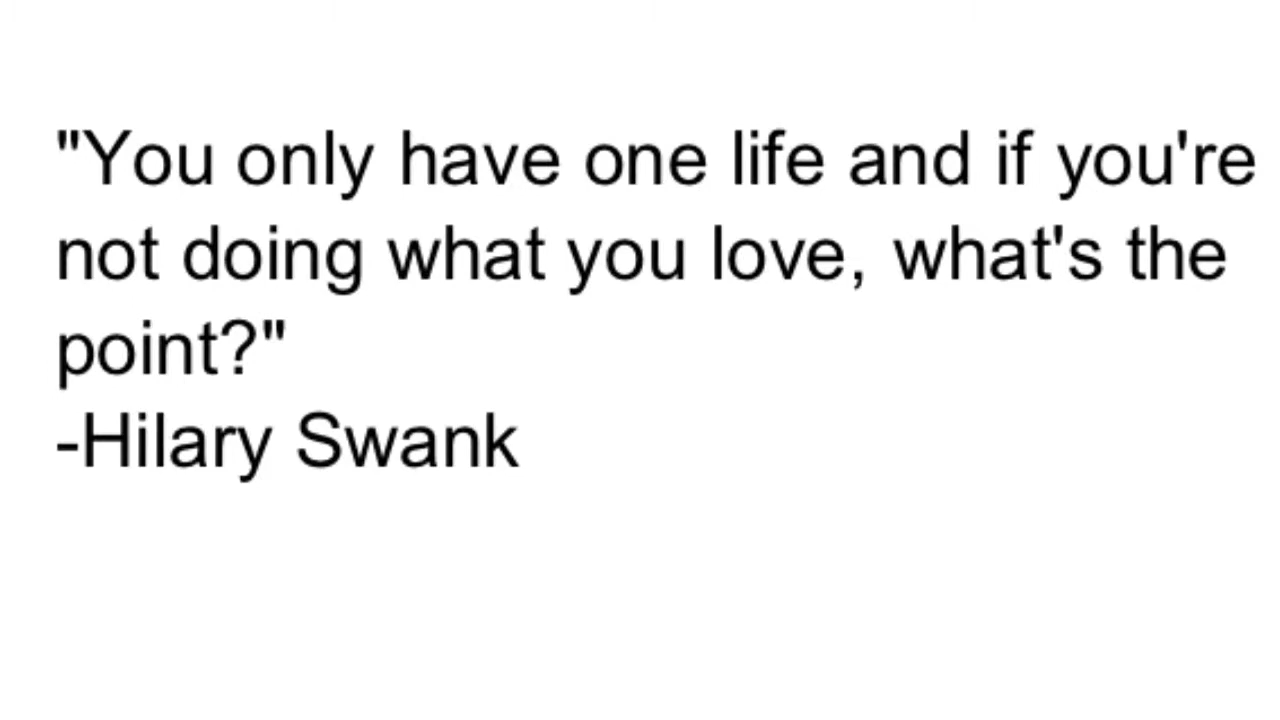 "You only have one life and if you're
not doing what you love, what's the
point?"
-Hilary Swank